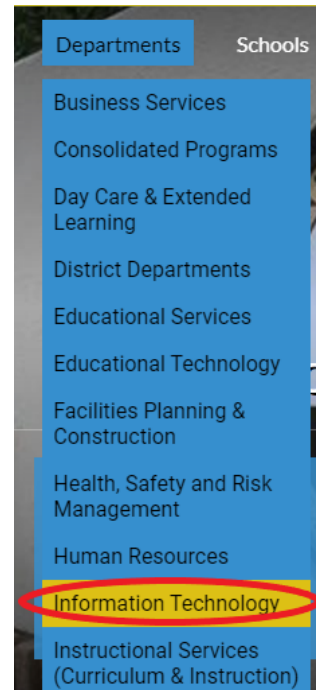 Departments Schools
Business Services
Consolidated Programs
Day Care & Extended
Learning
District Departments
Educational Services
Educational Technology
Facilities Planning &
Construction
Health, Safety and Risk
Management
Human Resources
Information Technology
Instructional Services
(Curriculum & Instruction)